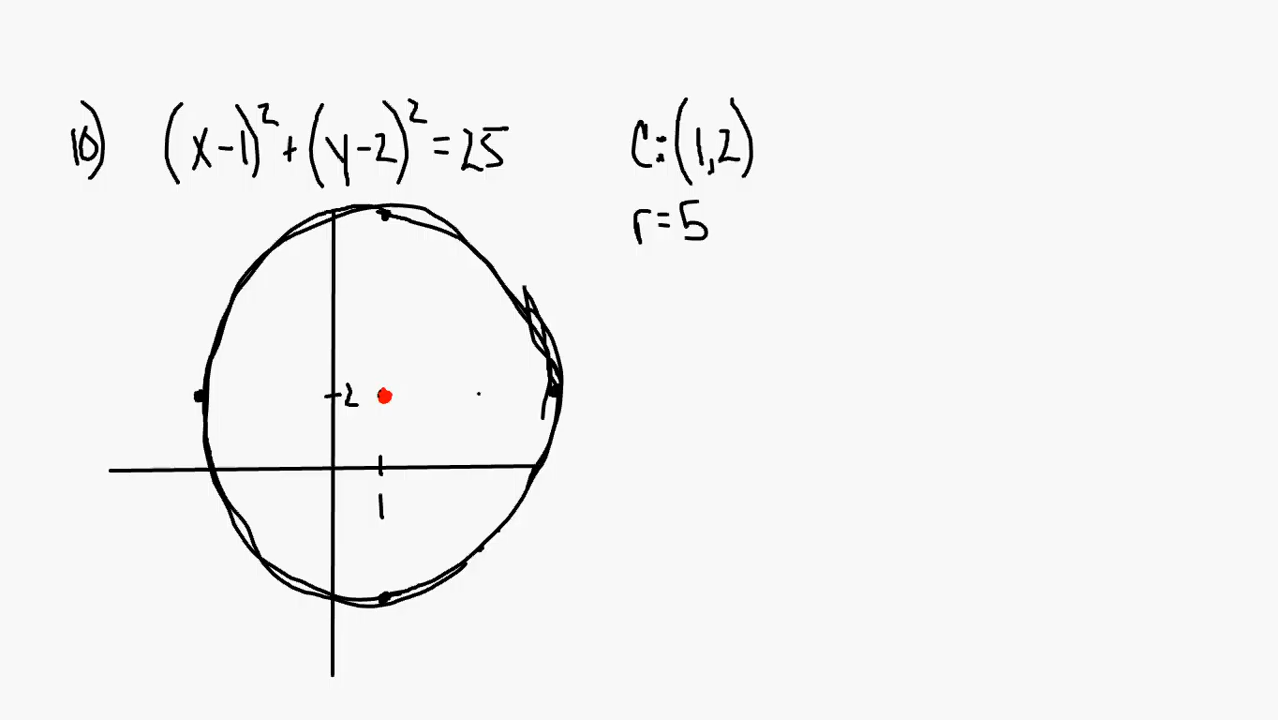 10) (x-1)² + (y-2)² = 25
C: (1,2)
r = 5
2
1